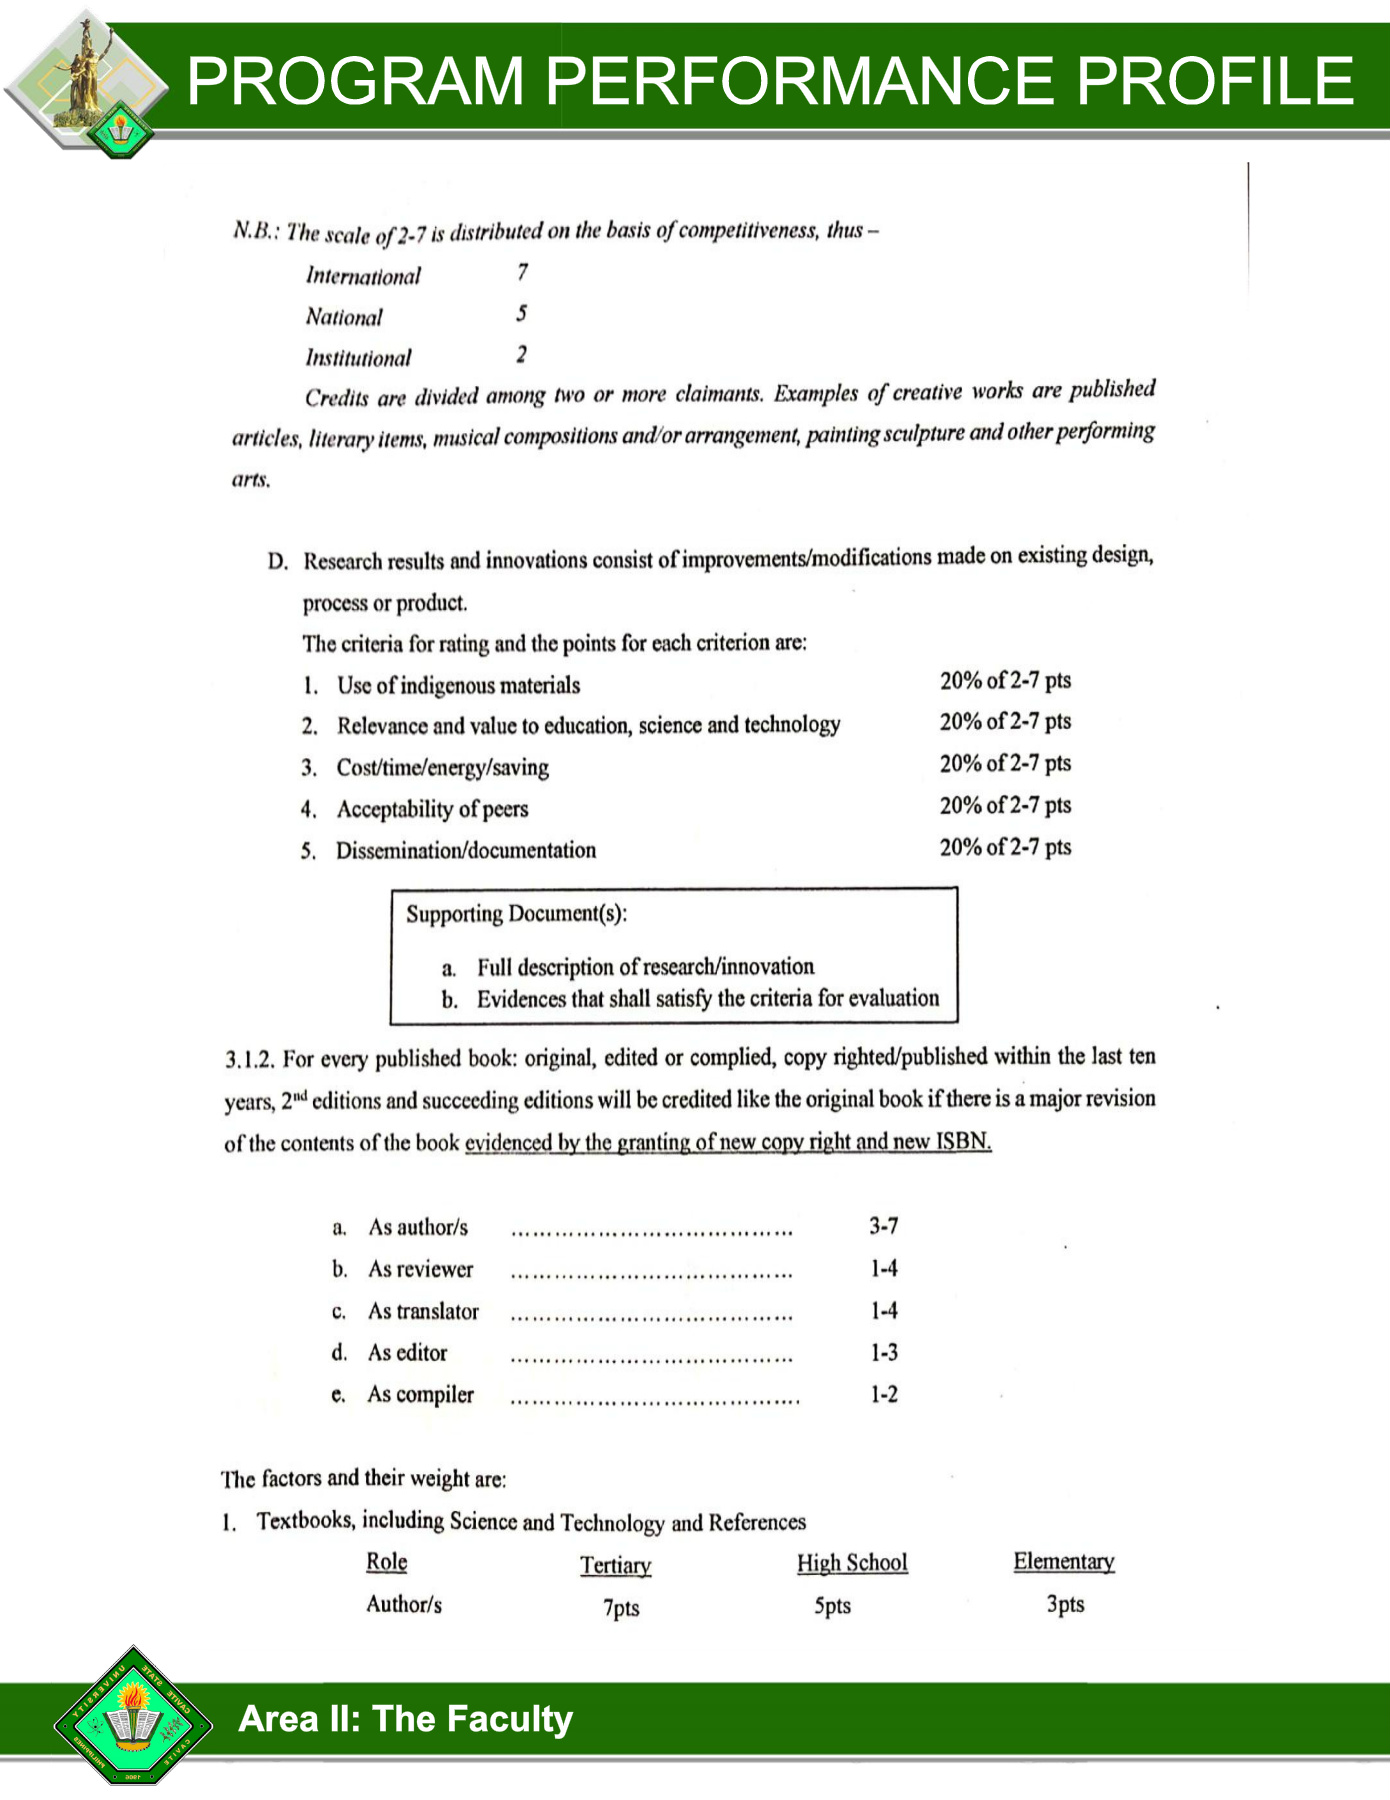 PROGRAM PERFORMANCE PROFILE
N.B.: The scale of 2-7 is distributed on the basis of competitiveness, thus –
International 7
National 5
Institutional 2
Credits are divided among two or more claimants. Examples of creative works are published
articles, literary items, musical compositions and/or arrangement, painting sculpture and other performing
arts.
D. Research results and innovations consist of improvements/modifications made on existing design,
process or product.
The criteria for rating and the points for each criterion are:
1. Use of indigenous materials 20% of 2-7 pts
2. Relevance and value to education, science and technology 20% of 2-7 pts
3. Cost/time/energy/saving 20% of 2-7 pts
4. Acceptability of peers 20% of 2-7 pts
5. Dissemination/documentation 20% of 2-7 pts
Supporting Document(s):
a. Full description of research/innovation
b. Evidences that shall satisfy the criteria for evaluation
3.1.2. For every published book: original, edited or complied, copy righted/published within the last ten
years, 2nd editions and succeeding editions will be credited like the original book if there is a major revision
of the contents of the book evidenced by the granting of new copy right and new ISBN.
a. As author/s ....................................... 3-7
b. As reviewer ....................................... 1-4
c. As translator ....................................... 1-4
d. As editor ....................................... 1-3
e. As compiler ........................................ 1-2
The factors and their weight are:
1. Textbooks, including Science and Technology and References
Role Tertiary High School Elementary
Author/s 7pts 5pts 3pts
CAVITE STATE UNIVERSITY
CAVITE 1906 PHILIPPINES
Area II: The Faculty